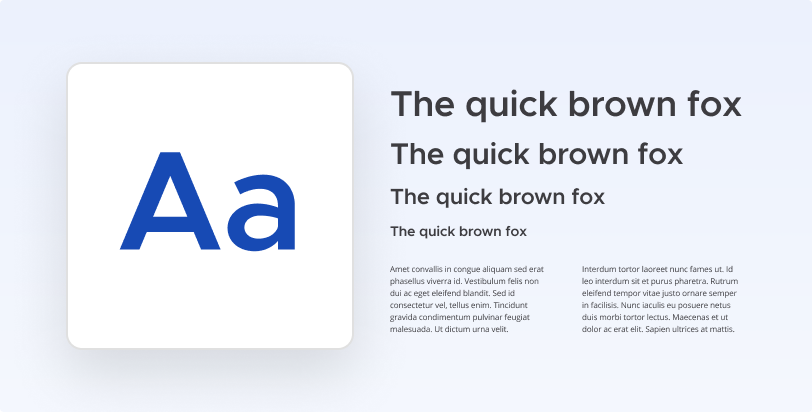 Aa
The quick brown fox
The quick brown fox
The quick brown fox
The quick brown fox
Amet convallis in congue aliquam sed erat
phasellus viverra id. Vestibulum felis non
dui ac eget eleifend blandit. Sed id
consectetur vel, tellus enim. Tincidunt
gravida condimentum pulvinar feugiat
malesuada. Ut dictum urna velit.
Interdum tortor laoreet nunc fames ut. Id
leo interdum sit et purus pharetra. Rutrum
eleifend tempor vitae justo ornare semper
in facilisis. Nunc iaculis eu posuere netus
duis morbi tortor lectus. Maecenas et ut
dolor ac erat elit. Sapien ultrices at mattis.